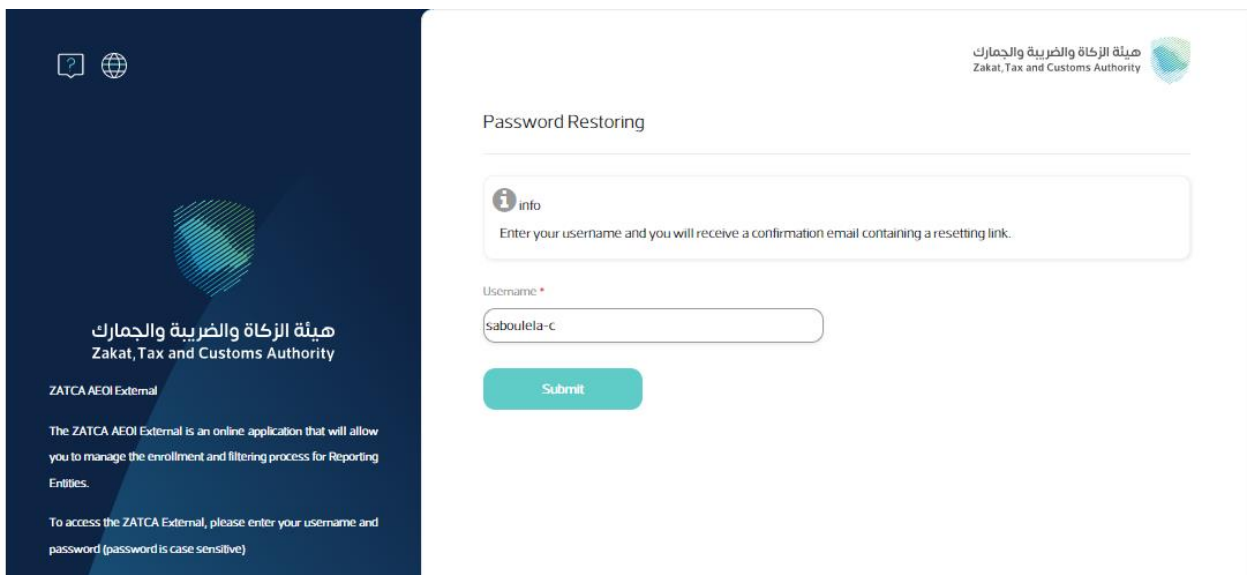 هيئة الزكاة والضريبة والجمارك
Zakat, Tax and Customs Authority
ZATCA AEOI External
The ZATCA AEOI External is an online application that will allow
you to manage the enrollment and filtering process for Reporting
Entities.
To access the ZATCA External, please enter your username and
password (password is case sensitive)
هيئة الزكاة والضريبة والجمارك
Zakat, Tax and Customs Authority
Password Restoring
info
Enter your username and you will receive a confirmation email containing a resetting link.
Username *
saboulela-c
Submit